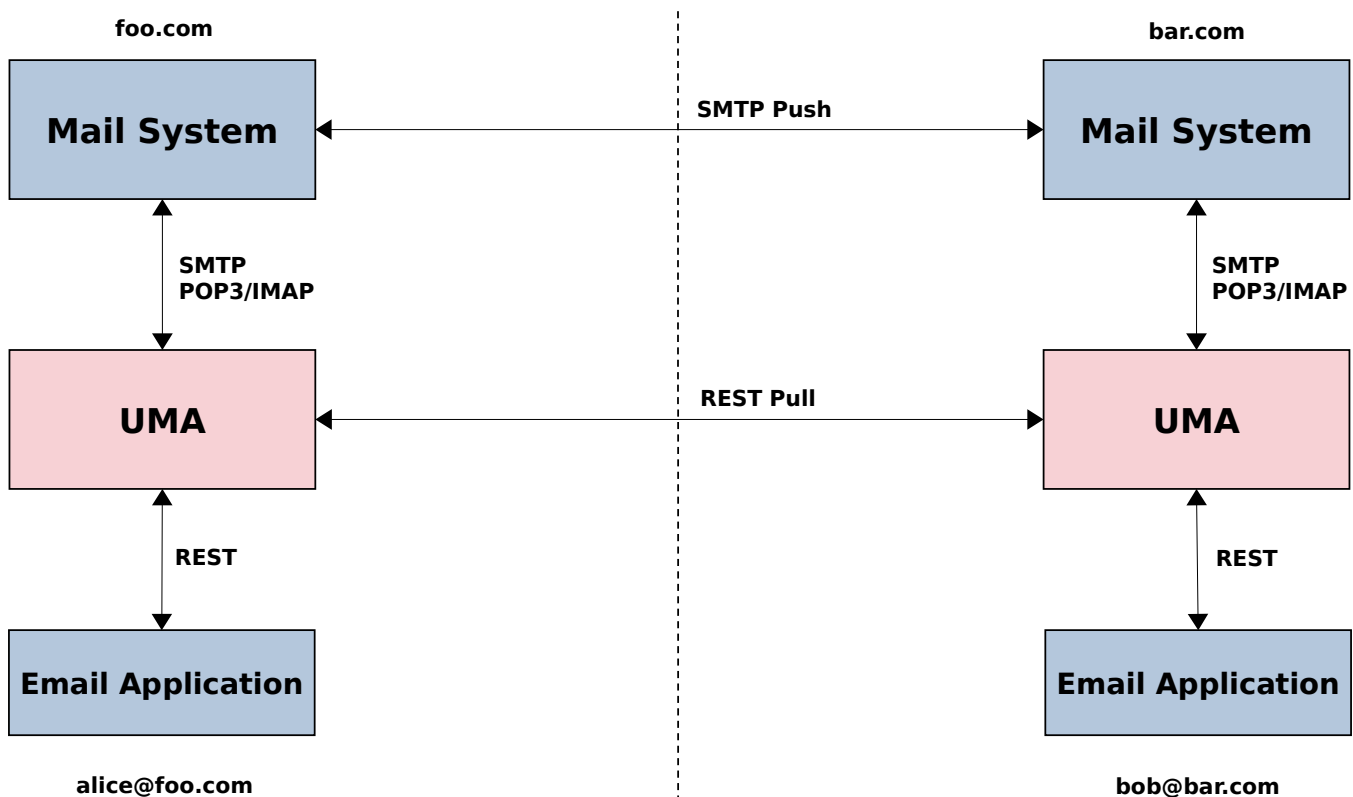 foo.com
bar.com
Mail System
SMTP Push
Mail System
SMTP
POP3/IMAP
SMTP
POP3/IMAP
UMA
REST Pull
UMA
REST
REST
Email Application
Email Application
alice@foo.com
bob@bar.com